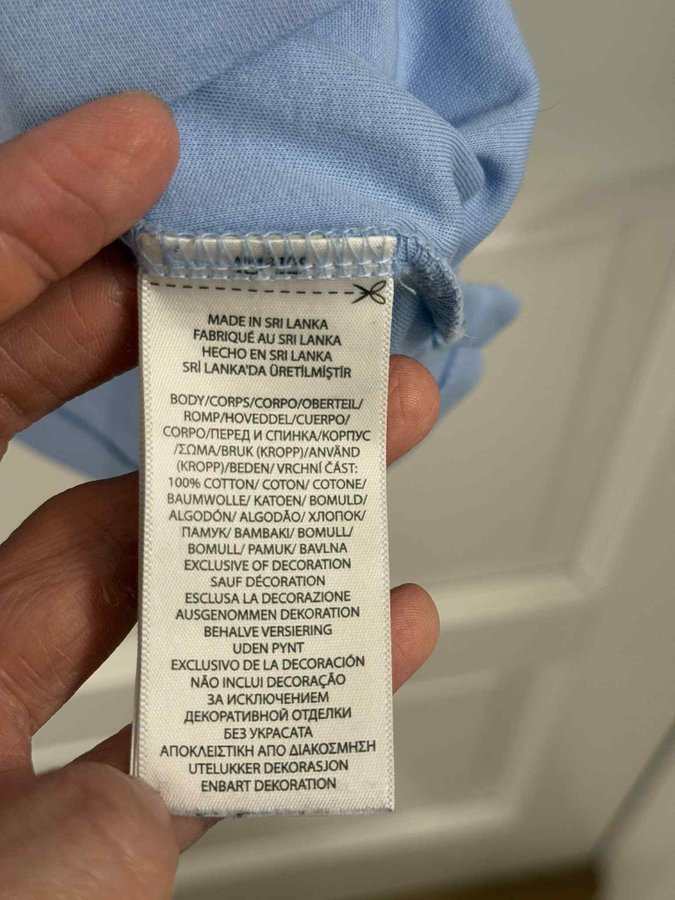 MADE IN SRI LANKA
FABRIQUÉ AU SRI LANKA
HECHO EN SRI LANKA
SRİ LANKA'DA ÜRETİLMİŞTİR
BODY/CORPS/CORPO/OBERTEIL/
ROMP/HOVEDDEL/CUERPO/
CORPO/ПЕРЕД И СПИНКА/КОРПУС
/ΣΩΜΑ/BRUK (KROPP)/ANVÄND
(KROPP)/BEDEN/ VRCHNÍ ČÁST:
100% COTTON/ COTON/ COTONE/
BAUMWOLLE/ KATOEN/ BOMULD/
ALGODÓN/ ALGODÃO/ ХЛОПОК/
ПАМУК/ ΒΑΜΒΑΚΙ/ BOMULL/
BOMULL/ PAMUK/ BAVLNA
EXCLUSIVE OF DECORATION
SAUF DÉCORATION
ESCLUSA LA DECORAZIONE
AUSGENOMMEN DEKORATION
BEHALVE VERSIERING
UDEN PYNT
EXCLUSIVO DE LA DECORACIÓN
NÃO INCLUI DECORAÇÃO
ЗА ИСКЛЮЧЕНИЕМ
ДЕКОРАТИВНОЙ ОТДЕЛКИ
БЕЗ УКРАСАТА
ΑΠΟΚΛΕΙΣΤΙΚΗ ΑΠΟ ΔΙΑΚΟΣΜΗΣΗ
UTELUKKER DEKORASJON
ENBART DEKORATION